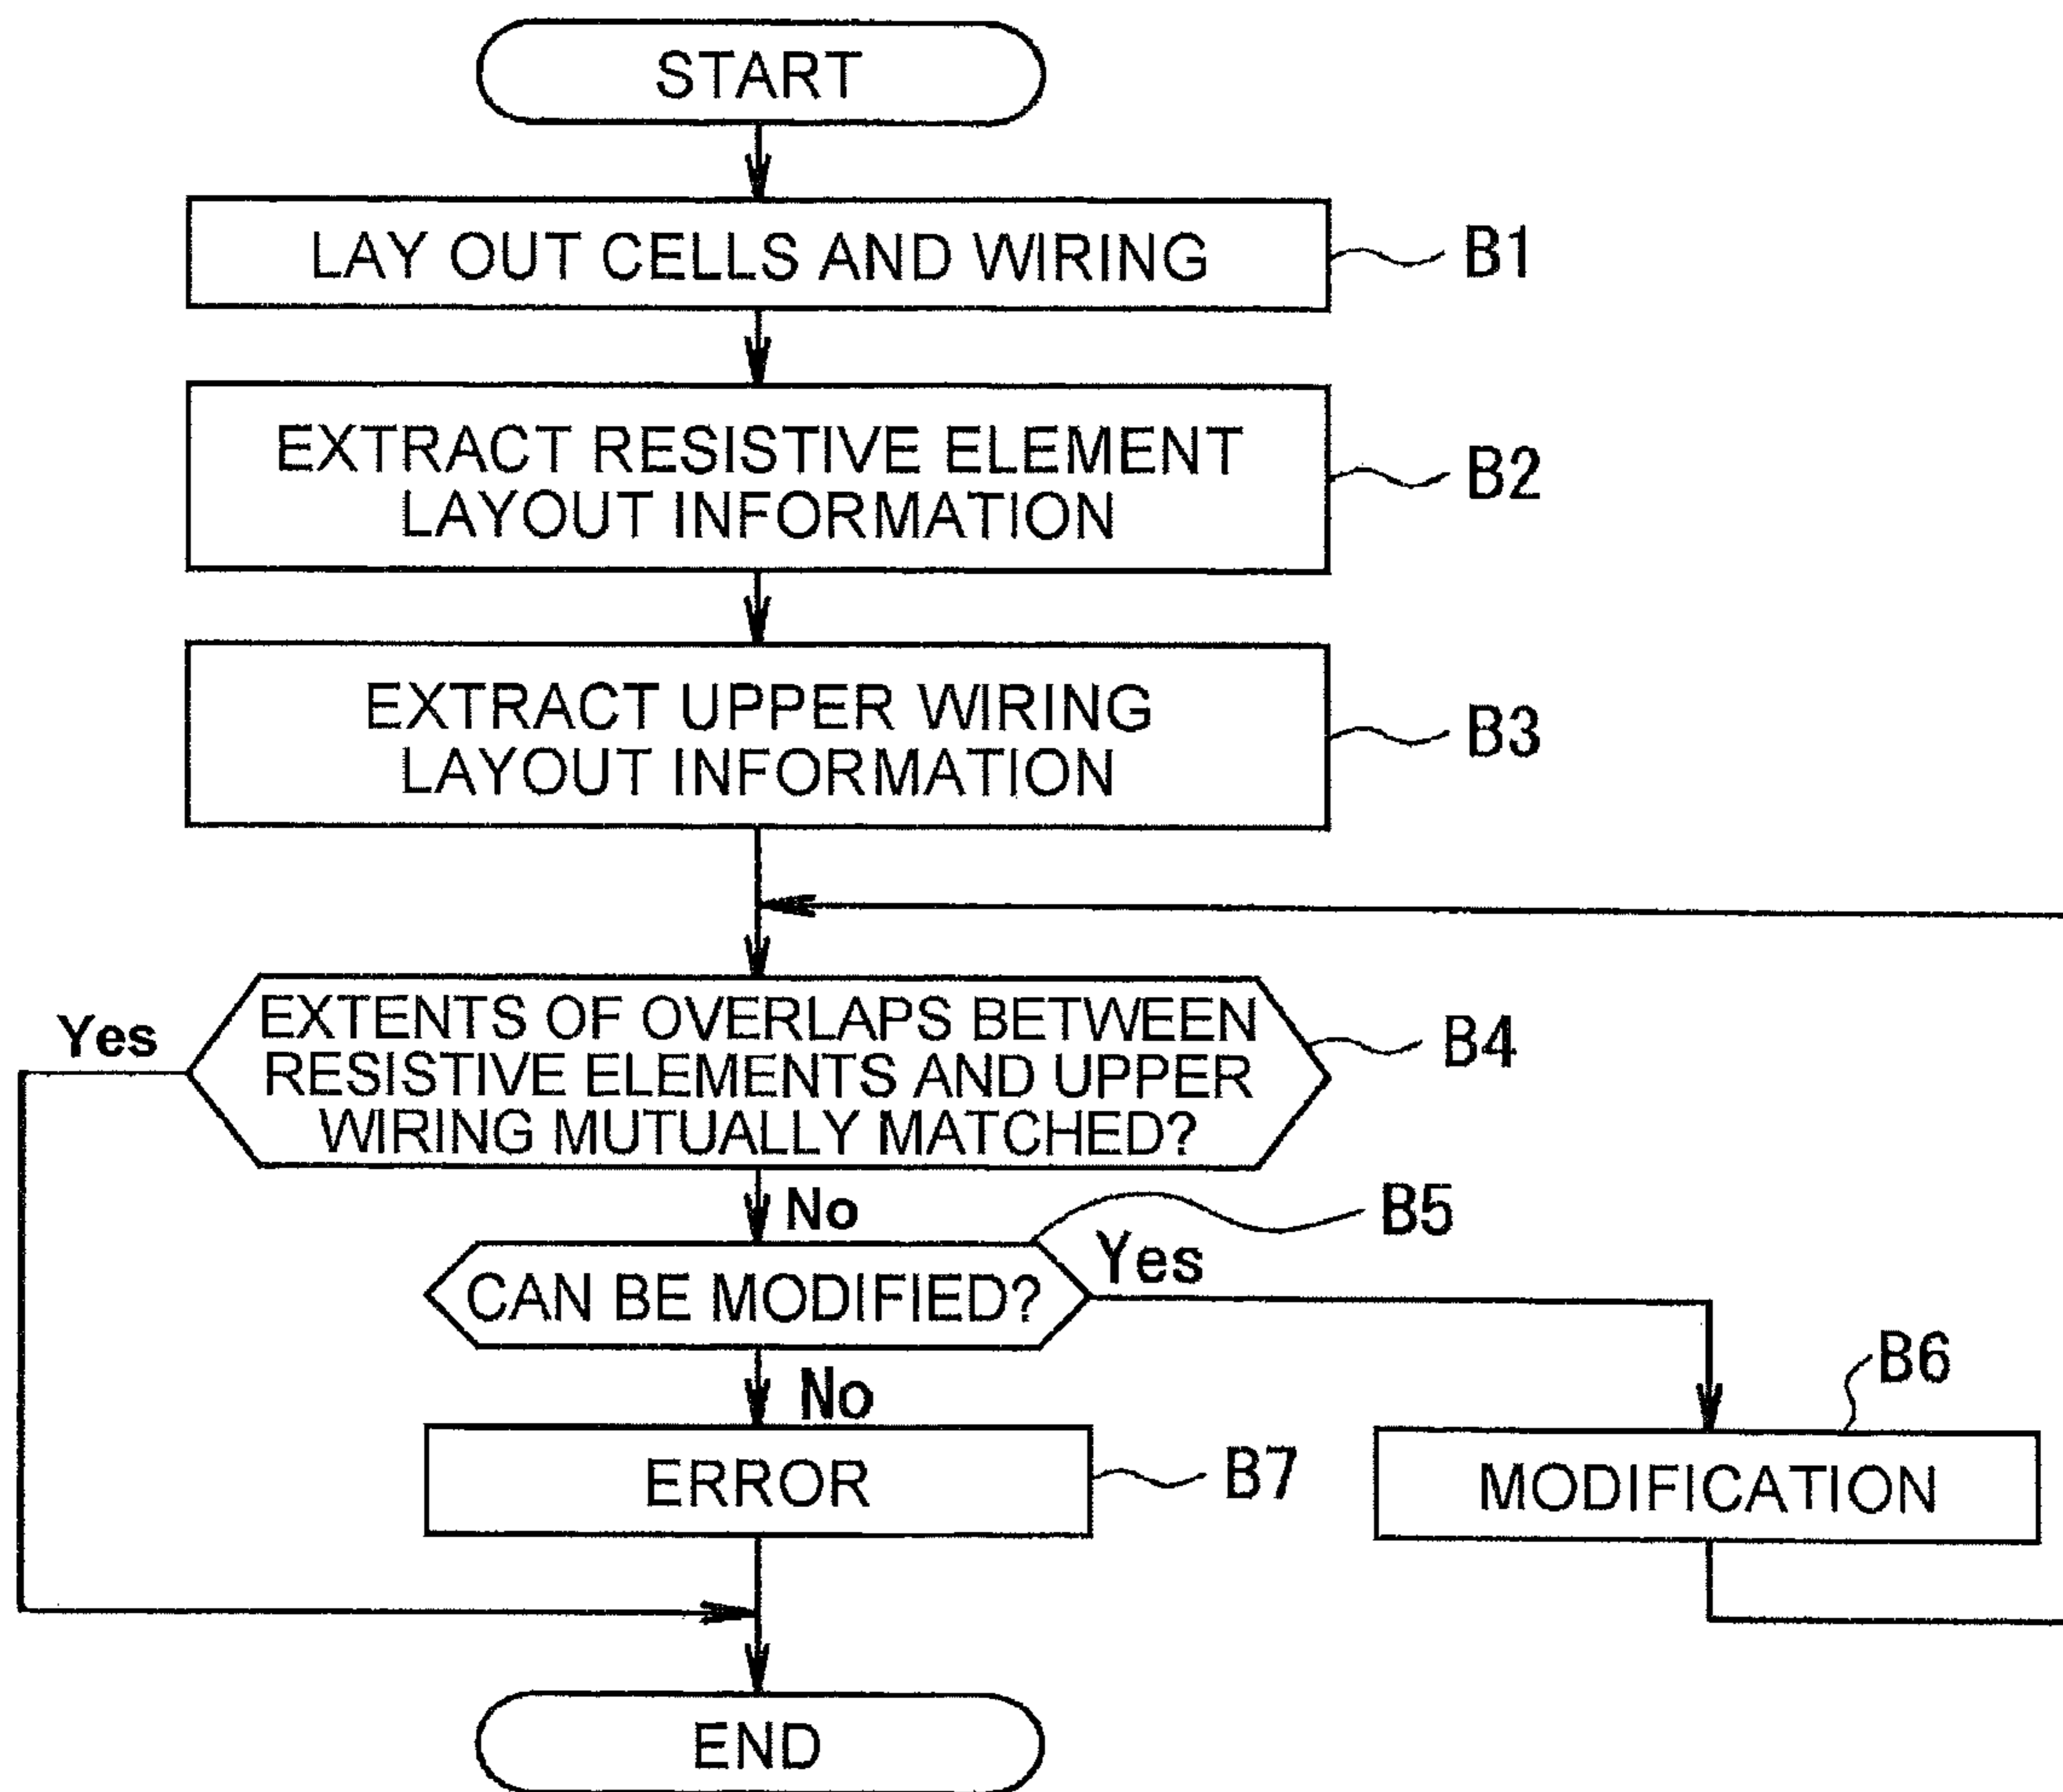 START
LAY OUT CELLS AND WIRING
B1
EXTRACT RESISTIVE ELEMENT
LAYOUT INFORMATION
B2
EXTRACT UPPER WIRING
LAYOUT INFORMATION
B3
Yes
EXTENTS OF OVERLAPS BETWEEN
RESISTIVE ELEMENTS AND UPPER
WIRING MUTUALLY MATCHED?
B4
No
B5
CAN BE MODIFIED?
Yes
No
B6
ERROR
B7
MODIFICATION
END